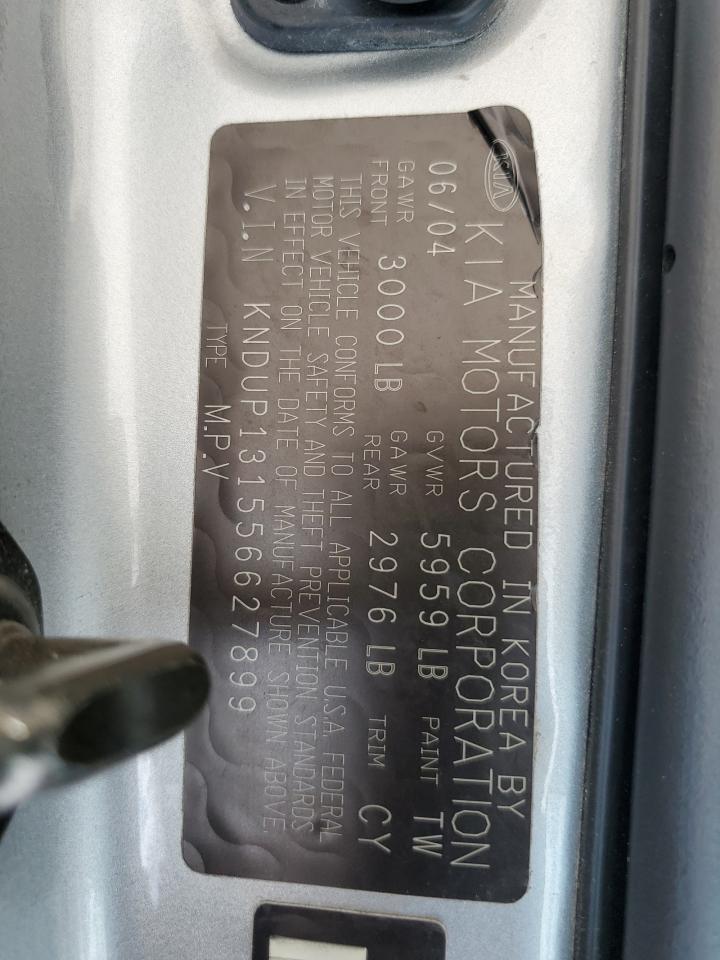 KIA
MANUFACTURED IN KOREA BY
KIA MOTORS CORPORATION
06/04 GVWR 5959 LB PAINT TW
GAWR FRONT 3000 LB GAWR REAR 2976 LB TRIM CY
THIS VEHICLE CONFORMS TO ALL APPLICABLE U.S.A. FEDERAL
MOTOR VEHICLE SAFETY AND THEFT PREVENTION STANDARDS
IN EFFECT ON THE DATE OF MANUFACTURE SHOWN ABOVE.
V.I.N KNDUP131556627899
TYPE M.P.V